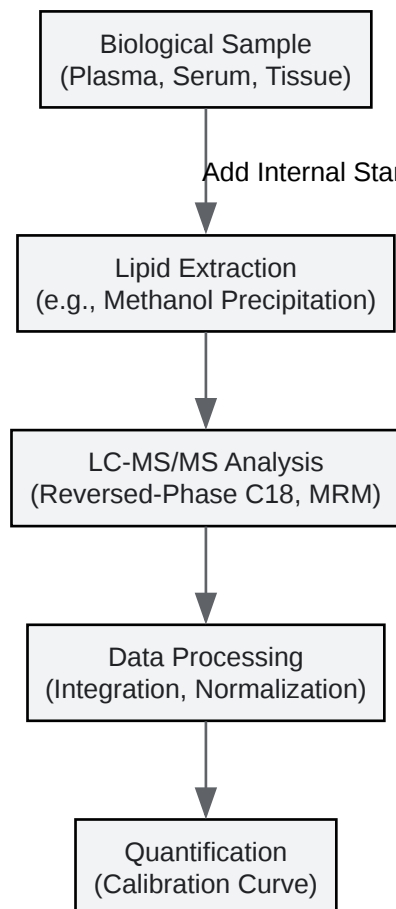 Biological Sample
(Plasma, Serum, Tissue)
Add Internal
Lipid Extraction
(e.g., Methanol Precipitation)
LC-MS/MS Analysis
(Reversed-Phase C18, MRM)
Data Processing
(Integration, Normalization)
Quantification
(Calibration Curve)